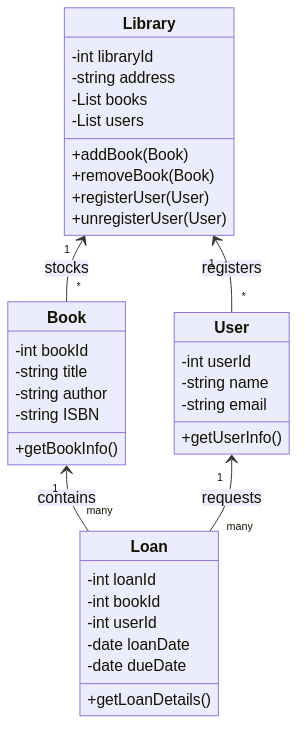 Library
-int libraryId
-string address
-List books
-List users
+addBook(Book)
+removeBook(Book)
+registerUser(User)
+unregisterUser(User)
1
1
stocks
registers
*
*
Book
-int bookId
-string title
-string author
-string ISBN
+getBookInfo()
User
-int userId
-string name
-string email
+getUserInfo()
1
1
contains
requests
many
many
Loan
-int loanId
-int bookId
-int userId
-date loanDate
-date dueDate
+getLoanDetails()